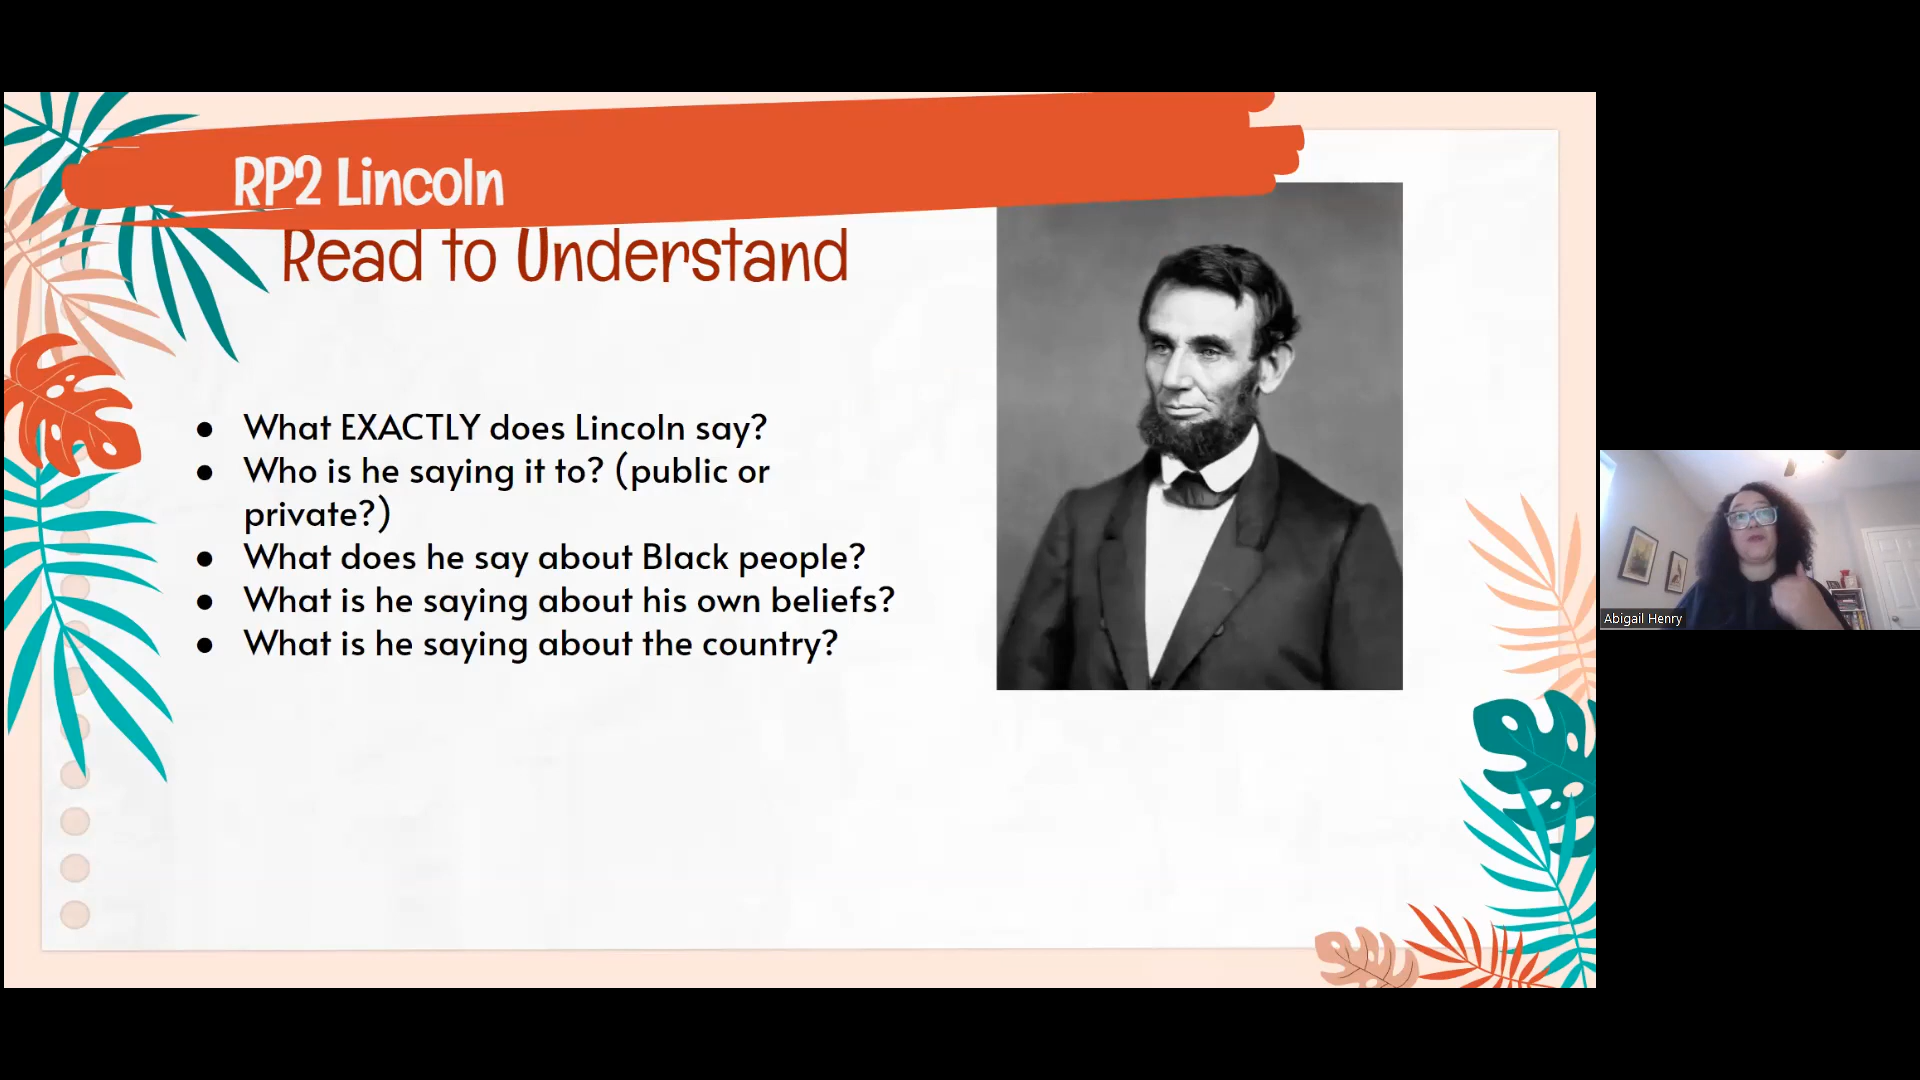 RP2 Lincoln
Read to Understand
● What EXACTLY does Lincoln say?
● Who is he saying it to? (public or
private?)
● What does he say about Black people?
● What is he saying about his own beliefs?
● What is he saying about the country?
Abigail Henry